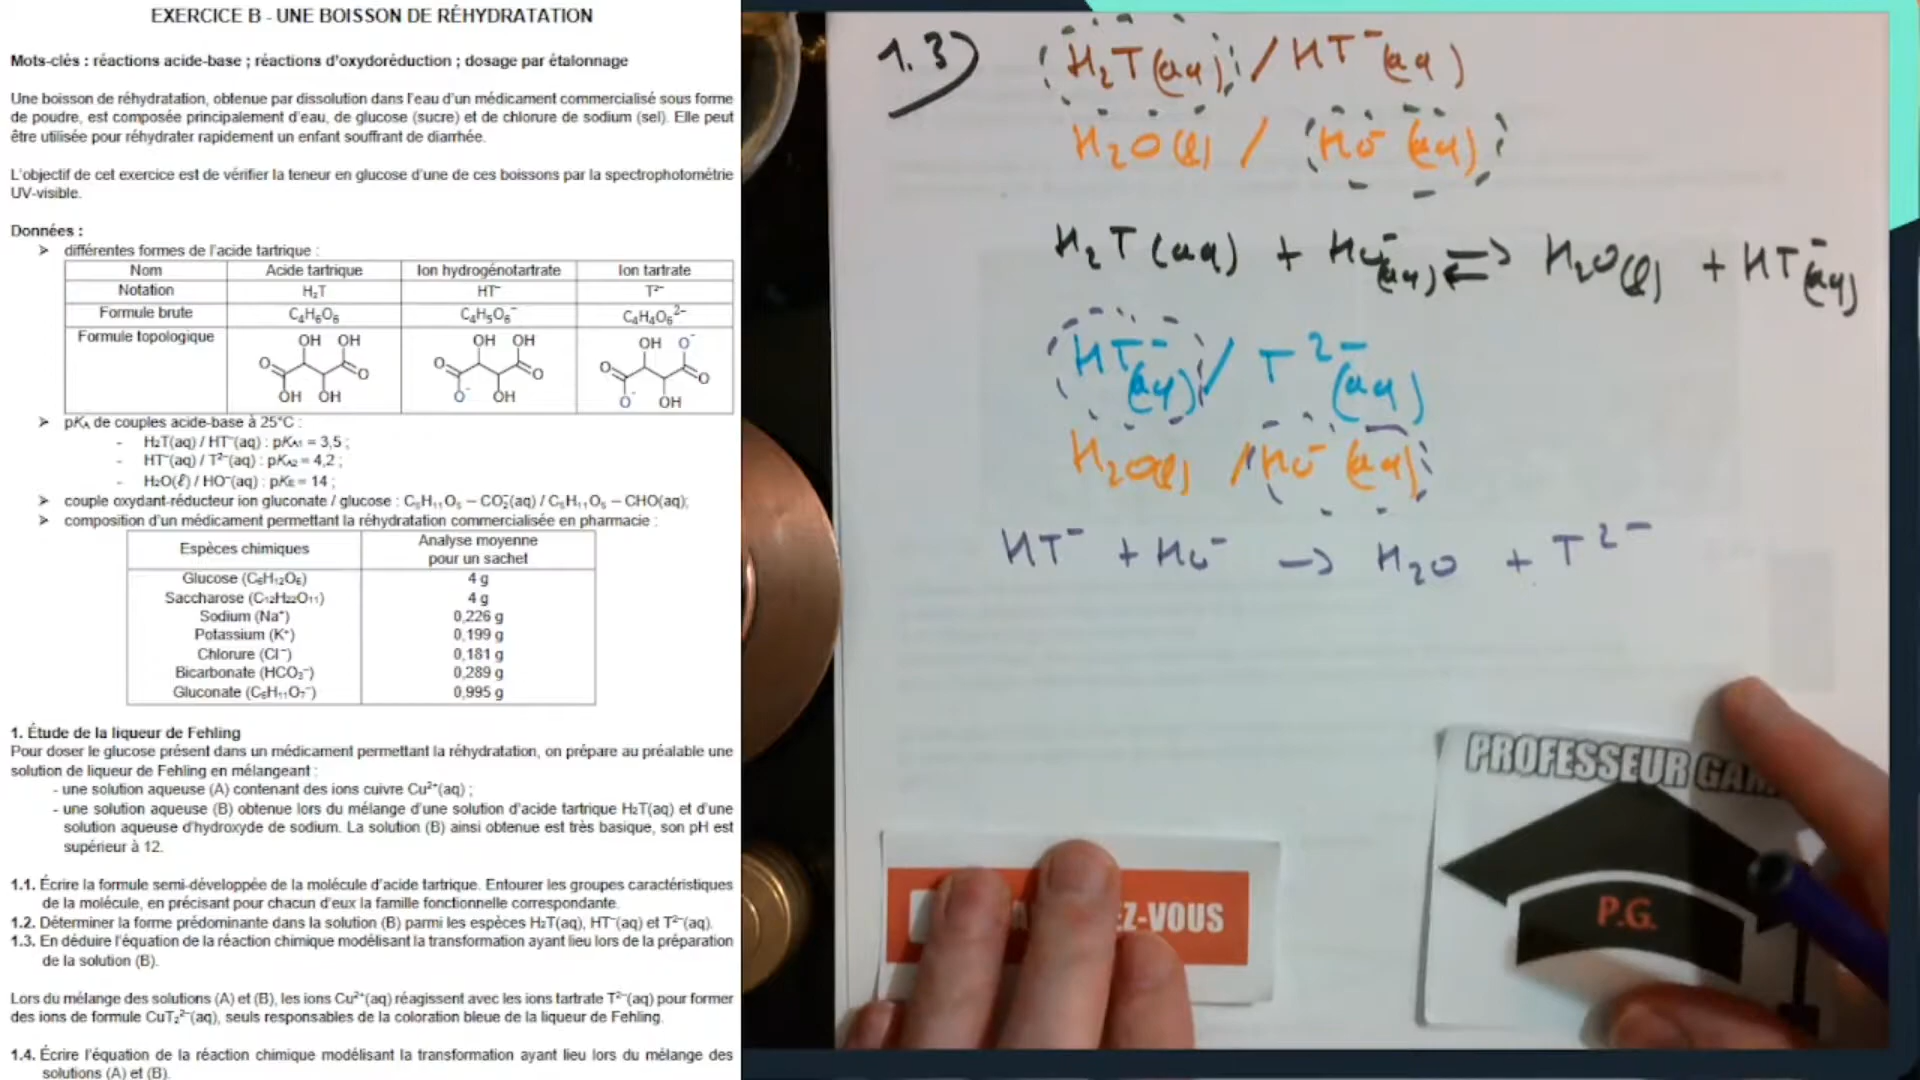 EXERCICE B - UNE BOISSON DE RÉHYDRATATION
Mots-clés : réactions acide-base ; réactions d'oxydoréduction ; dosage par étalonnage
Une boisson de réhydratation, obtenue par dissolution dans l'eau d'un médicament commercialisé sous forme
de poudre, est composée principalement d'eau, de glucose (sucre) et de chlorure de sodium (sel). Elle peut
être utilisée pour réhydrater rapidement un enfant souffrant de diarrhée.
L'objectif de cet exercice est de vérifier la teneur en glucose d'une de ces boissons par la spectrophotométrie
UV-visible.
Données :
➢ différentes formes de l'acide tartrique :
Nom Acide tartrique Ion hydrogénotartrate Ion tartrate
Notation H₂T HT⁻ T²⁻
Formule brute C₄H₆O₆ C₄H₅O₆⁻ C₄H₄O₆²⁻
Formule topologique
OH OH OH OH OH O⁻
O O O O O O
OH OH O⁻ OH O⁻ OH
➢ pKA de couples acide-base à 25°C :
- H₂T(aq) / HT⁻(aq) : pKA1 = 3,5 ;
- HT⁻(aq) / T²⁻(aq) : pKA2 = 4,2 ;
- H₂O(ℓ) / HO⁻(aq) : pKE = 14 ;
➢ couple oxydant-réducteur ion gluconate / glucose : C₅H₁₁O₅ – CO₂⁻(aq) / C₅H₁₁O₅ – CHO(aq);
➢ composition d'un médicament permettant la réhydratation commercialisée en pharmacie :
Espèces chimiques Analyse moyenne
pour un sachet
Glucose (C₆H₁₂O₆) 4 g
Saccharose (C₁₂H₂₂O₁₁) 4 g
Sodium (Na⁺) 0,226 g
Potassium (K⁺) 0,199 g
Chlorure (Cl⁻) 0,181 g
Bicarbonate (HCO₃⁻) 0,289 g
Gluconate (C₆H₁₁O₇⁻) 0,995 g
1. Étude de la liqueur de Fehling
Pour doser le glucose présent dans un médicament permettant la réhydratation, on prépare au préalable une
solution de liqueur de Fehling en mélangeant :
- une solution aqueuse (A) contenant des ions cuivre Cu²⁺(aq) ;
- une solution aqueuse (B) obtenue lors du mélange d'une solution d'acide tartrique H₂T(aq) et d'une
solution aqueuse d'hydroxyde de sodium. La solution (B) ainsi obtenue est très basique, son pH est
supérieur à 12.
1.1. Écrire la formule semi-développée de la molécule d'acide tartrique. Entourer les groupes caractéristiques
de la molécule, en précisant pour chacun d'eux la famille fonctionnelle correspondante.
1.2. Déterminer la forme prédominante dans la solution (B) parmi les espèces H₂T(aq), HT⁻(aq) et T²⁻(aq).
1.3. En déduire l'équation de la réaction chimique modélisant la transformation ayant lieu lors de la préparation
de la solution (B).
Lors du mélange des solutions (A) et (B), les ions Cu²⁺(aq) réagissent avec les ions tartrate T²⁻(aq) pour former
des ions de formule CuT₂²⁻(aq), seuls responsables de la coloration bleue de la liqueur de Fehling.
1.4. Écrire l'équation de la réaction chimique modélisant la transformation ayant lieu lors du mélange des
solutions (A) et (B).
1.3) H₂T(aq) / HT⁻(aq)
H₂O(l) / HO⁻(aq)
H₂T(aq) + HO⁻(aq) ⇌ H₂O(l) + HT⁻(aq)
HT⁻(aq) / T²⁻(aq)
H₂O(l) / HO⁻(aq)
HT⁻ + HO⁻ → H₂O + T²⁻
PROFESSEUR
EZ-VOUS
P.G.